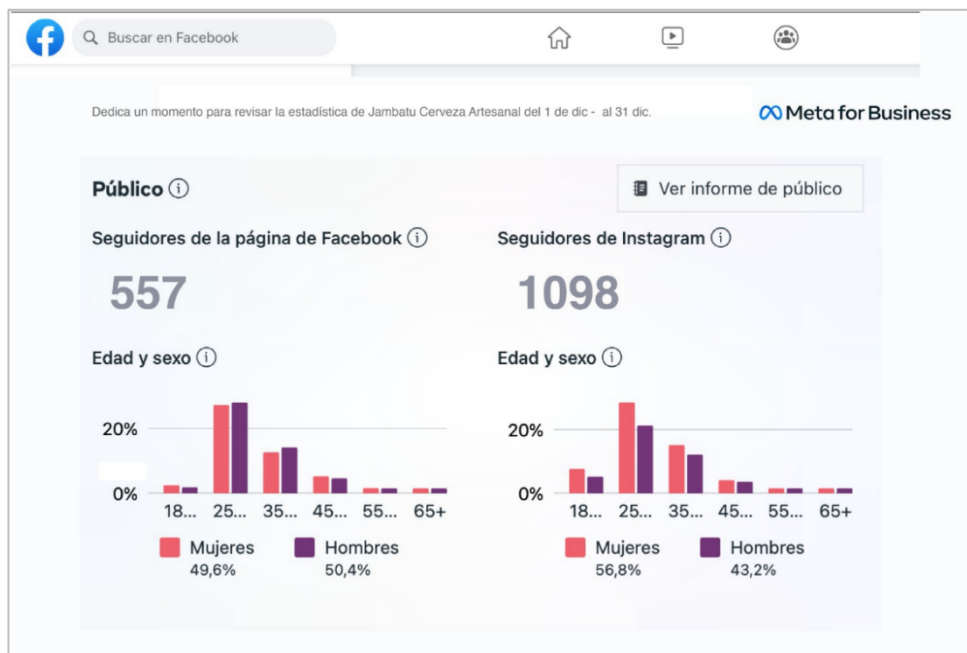 Buscar en Facebook
Dedica un momento para revisar la estadística de Jambatu Cerveza Artesanal del 1 de dic - al 31 dic.
Meta for Business
Público
Ver informe de público
Seguidores de la página de Facebook
557
Edad y sexo
20%
0%
18... 25... 35... 45... 55... 65+
Mujeres Hombres
49,6% 50,4%
Seguidores de Instagram
1098
Edad y sexo
20%
0%
18... 25... 35... 45... 55... 65+
Mujeres Hombres
56,8% 43,2%